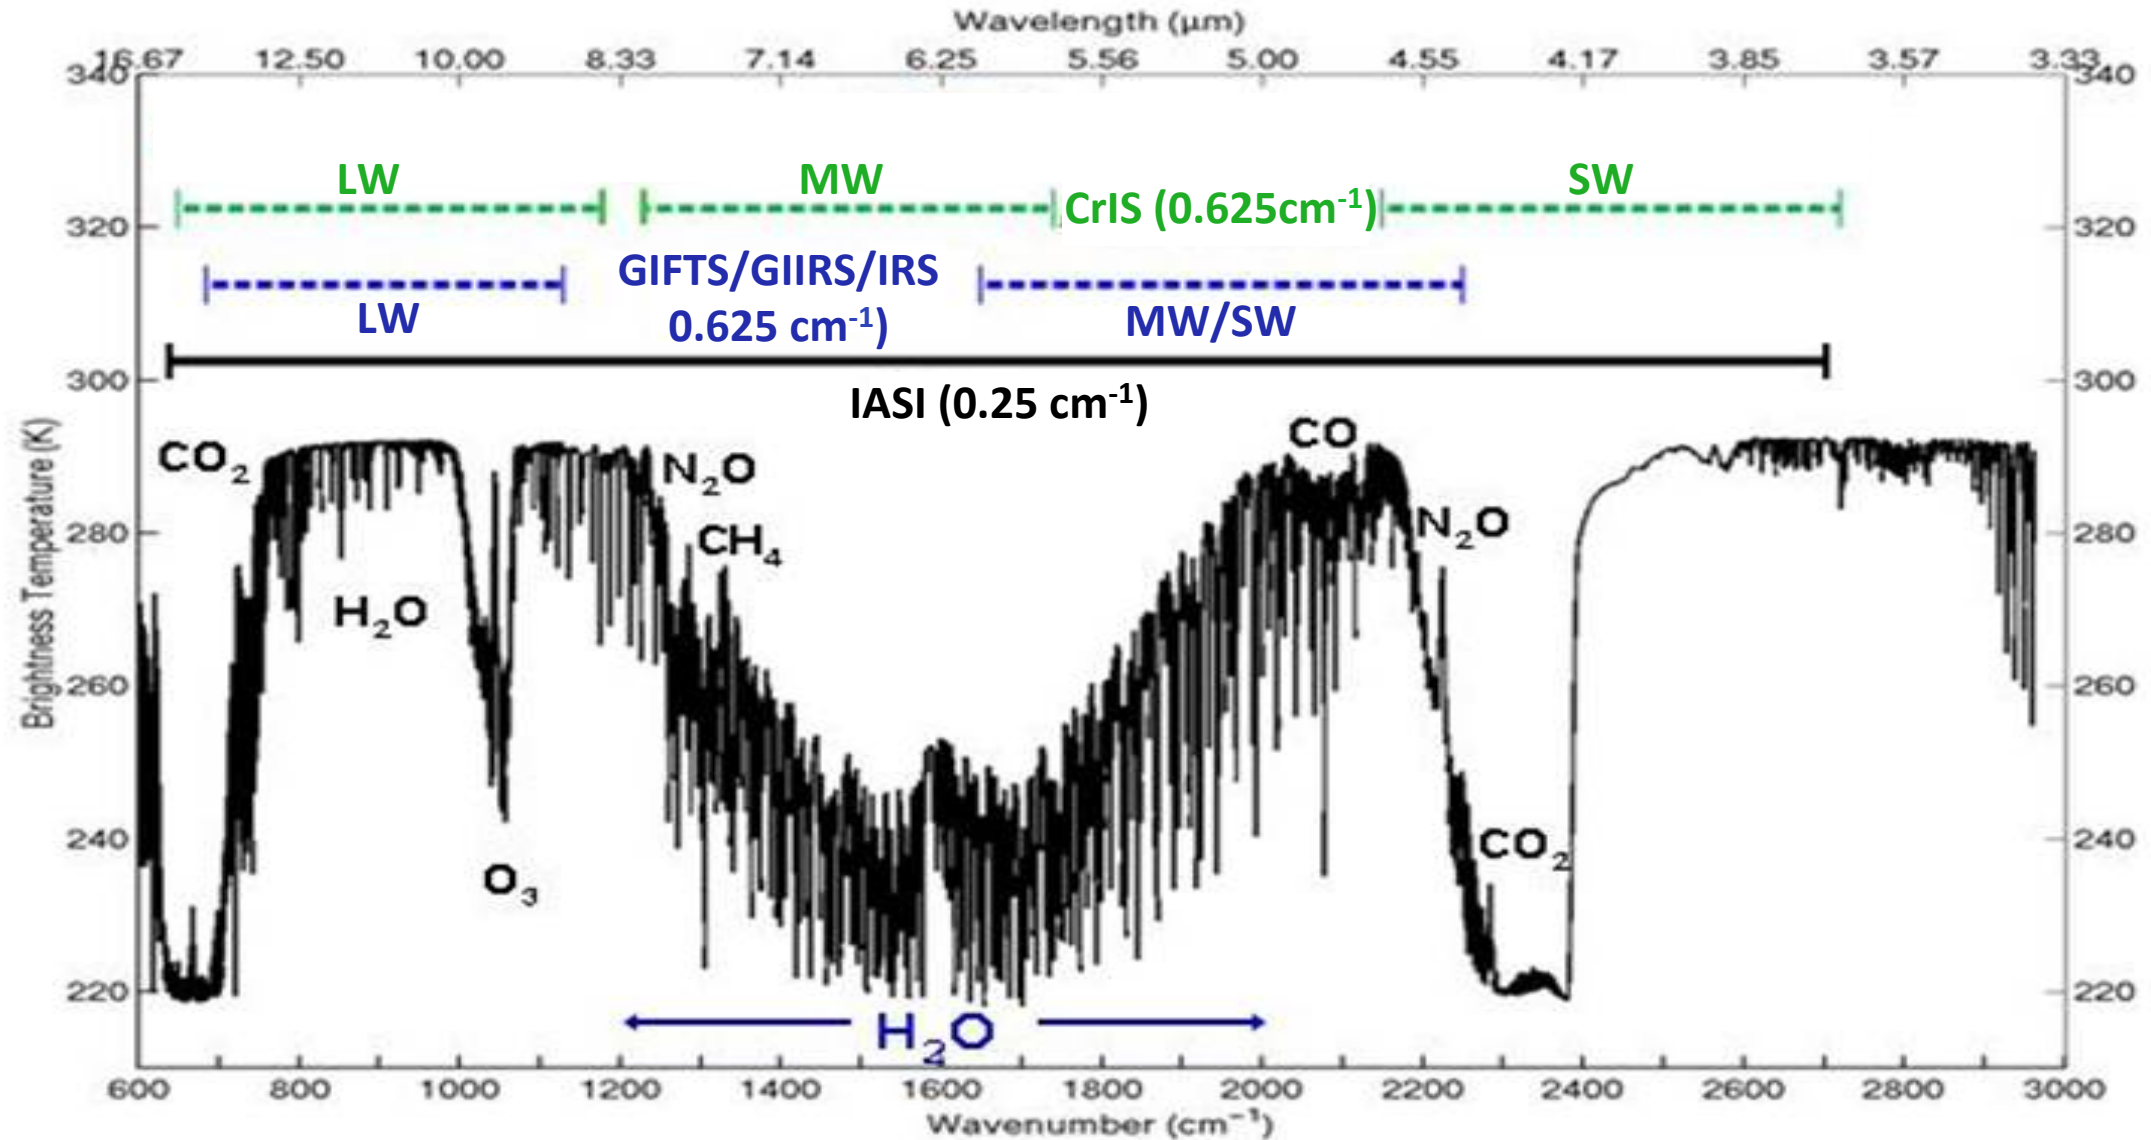 Wavelength (μm)
16.67 12.50 10.00 8.33 7.14 6.25 5.56 5.00 4.55 4.17 3.85 3.57 3.33
340 340
LW MW SW
CrIS (0.625cm⁻¹)
320 320
GIFTS/GIIRS/IRS
0.625 cm⁻¹)
LW MW/SW
300 300
IASI (0.25 cm⁻¹)
CO₂ N₂O CO
CH₄ N₂O
280 280
H₂O
Brightness Temperature (K)
260 260
240 CO₂ 240
O₃
220 220
H₂O
600 800 1000 1200 1400 1600 1800 2000 2200 2400 2600 2800 3000
Wavenumber (cm⁻¹)